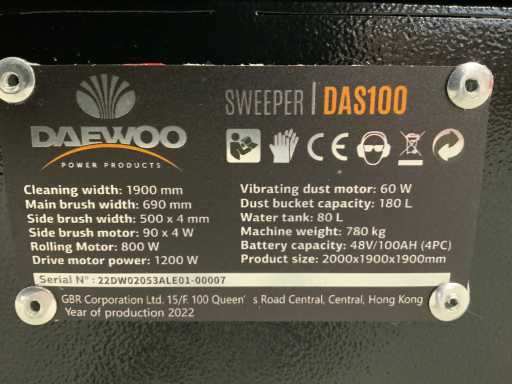 DAEWOO
POWER PRODUCTS
SWEEPER | DAS100
CE
Cleaning width: 1900 mm
Main brush width: 690 mm
Side brush width: 500 x 4 mm
Side brush motor: 90 x 4 W
Rolling Motor: 800 W
Drive motor power: 1200 W
Vibrating dust motor: 60 W
Dust bucket capacity: 180 L
Water tank: 80 L
Machine weight: 780 kg
Battery capacity: 48V/100AH (4PC)
Product size: 2000x1900x1900mm
Serial N° : 22DW02053ALE01-00007
GBR Corporation Ltd. 15/F. 100 Queen' s Road Central, Central, Hong Kong
Year of production 2022